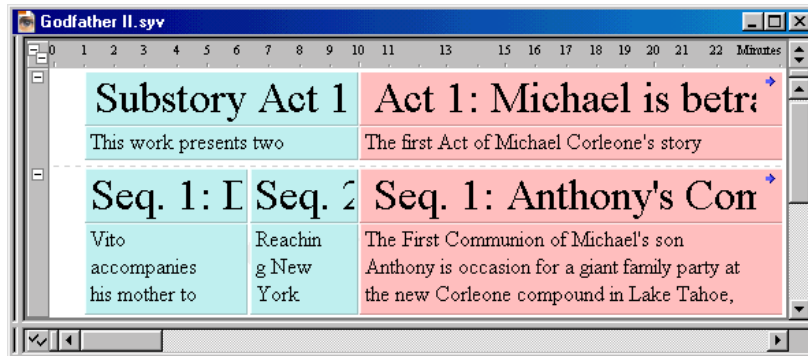 Godfather II.syv
0 1 2 3 4 5 6 7 8 9 10 11 13 15 16 17 18 19 20 21 22 Minutes
Substory Act 1
Act 1: Michael is betra
This work presents two
The first Act of Michael Corleone's story
Seq. 1: D
Seq. 2
Seq. 1: Anthony's Com
Vito
accompanies
his mother to
Reachin
g New
York
The First Communion of Michael's son
Anthony is occasion for a giant family party at
the new Corleone compound in Lake Tahoe,